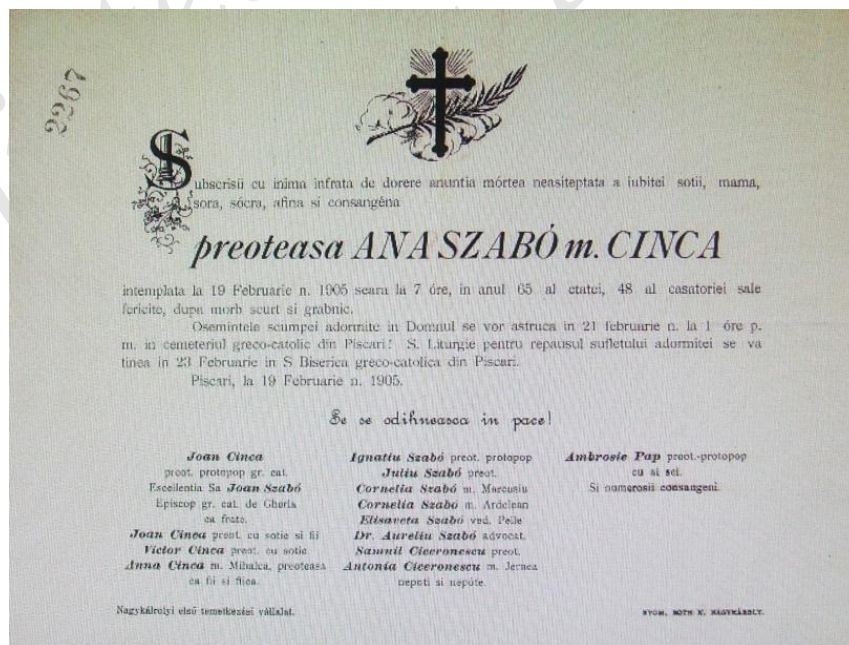 2267
Subscrisii cu inima infrata de dorere anuntia mórtea neasiteptata a iubitei sotii, mama,
sora, sócra, afina si consangéna
preoteasa ANA SZABÓ m. CINCA
intemplata la 19 Februarie n. 1905 seara la 7 óre, in anul 65 al etatei, 48 al casatoriei sale
fericite, dupa morb scurt si grabnic.
Osemintele scumpei adormite in Domnul se vor astruca in 21 februarie n. la 1 óre p.
m. in cemeteriul greco-catolic din Piscari! S. Liturgie pentru repausul sufletului adormitei se va
tinea in 23 Februarie in S Biserica greco-catolica din Piscari.
Piscari, la 19 Februarie n. 1905.
Se se odihneasca in pace!
Joan Cinca
preot. protopop gr. cat.
Escellentia Sa Joan Szabó
Episcop gr. cat. de Gherla
ca frate.
Joan Cinca preot. cu sotie si fii
Victor Cinca preot. cu sotie
Anna Cinca m. Mihalca, preoteasa
ca fii si fiica.
Ignatiu Szabó preot. protopop
Juliu Szabó preot.
Cornelia Szabó m. Marcusiu
Cornelia Szabó m. Ardelean
Elisaveta Szabó ved. Pelle
Dr. Aureliu Szabó advocat.
Samuil Ciceronescu preot.
Antonia Ciceronescu m. Jernea
nepoti si nepóte.
Ambrosie Pap preot.-protopop
cu ai sei.
Si numerosii consangeni.
Nagykárolyi első temetkezési vállalat.
NYOM. ROTH K. NAGYKÁROLY.